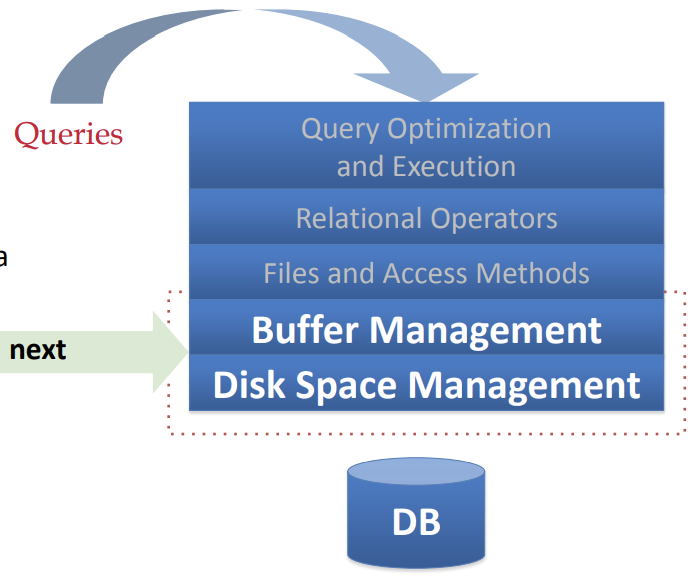 Queries
Query Optimization
and Execution
Relational Operators
a
Files and Access Methods
Buffer Management
next
Disk Space Management
DB